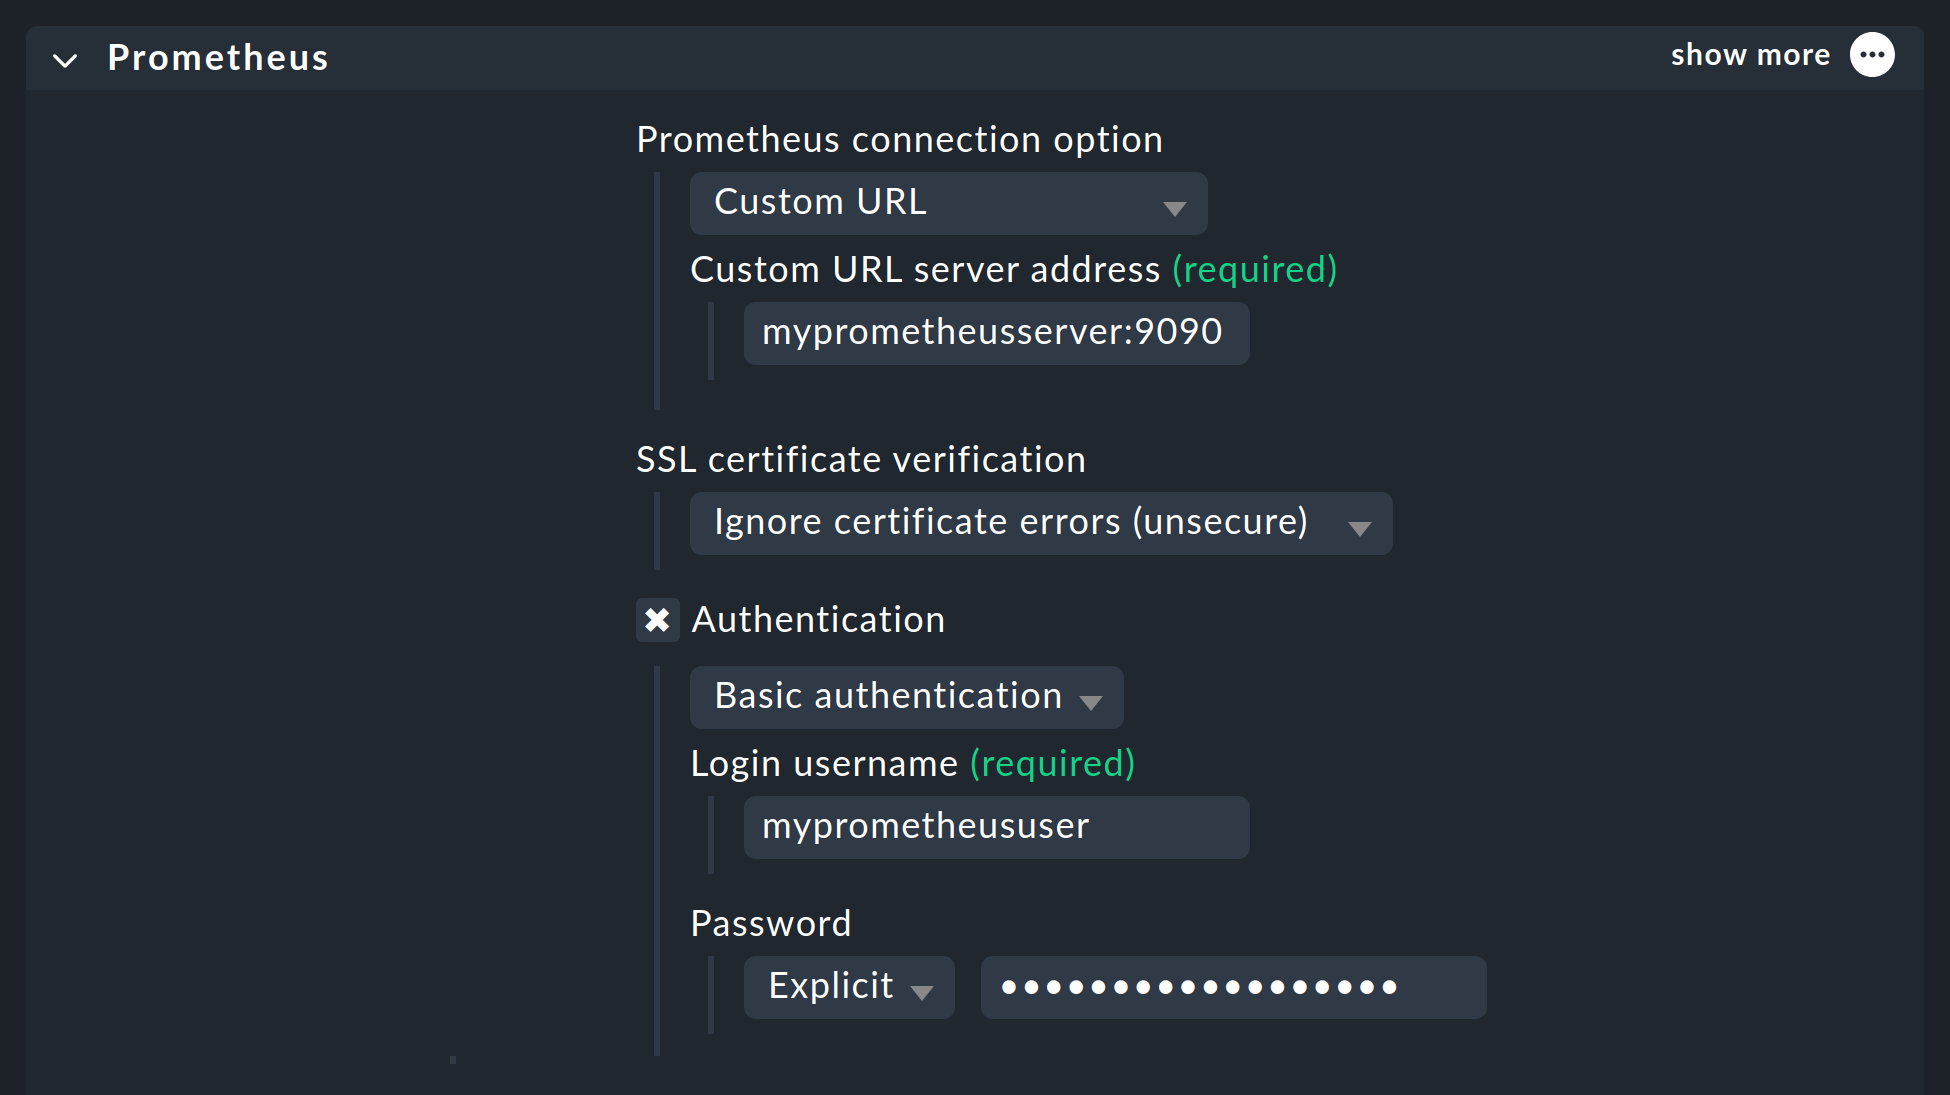 Prometheus
show more
Prometheus connection option
Custom URL
Custom URL server address (required)
myprometheusserver:9090
SSL certificate verification
Ignore certificate errors (unsecure)
Authentication
Basic authentication
Login username (required)
myprometheususer
Password
Explicit ••••••••••••••••••